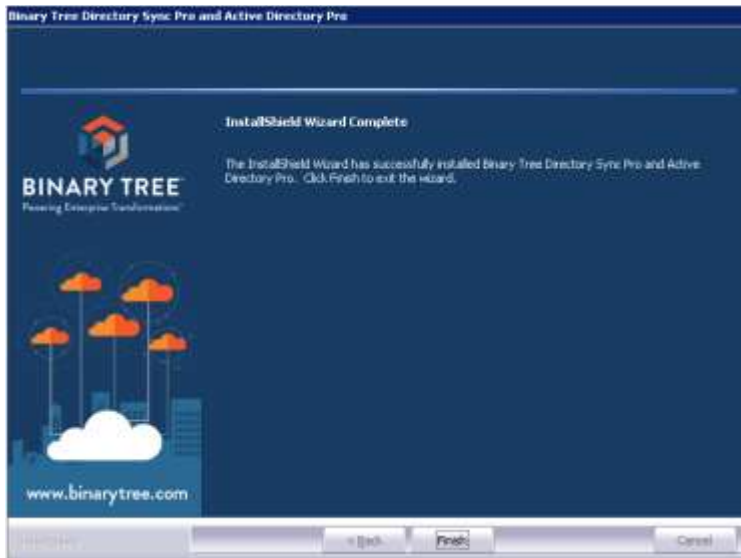 Binary Tree Directory Sync Pro and Active Directory Pro
InstallShield Wizard Complete
The InstallShield Wizard has successfully installed Binary Tree Directory Sync Pro and Active
Directory Pro. Click Finish to exit the wizard.
BINARY TREE
Powering Enterprise Transformations
www.binarytree.com
InstallShield
< Back
Finish
Cancel